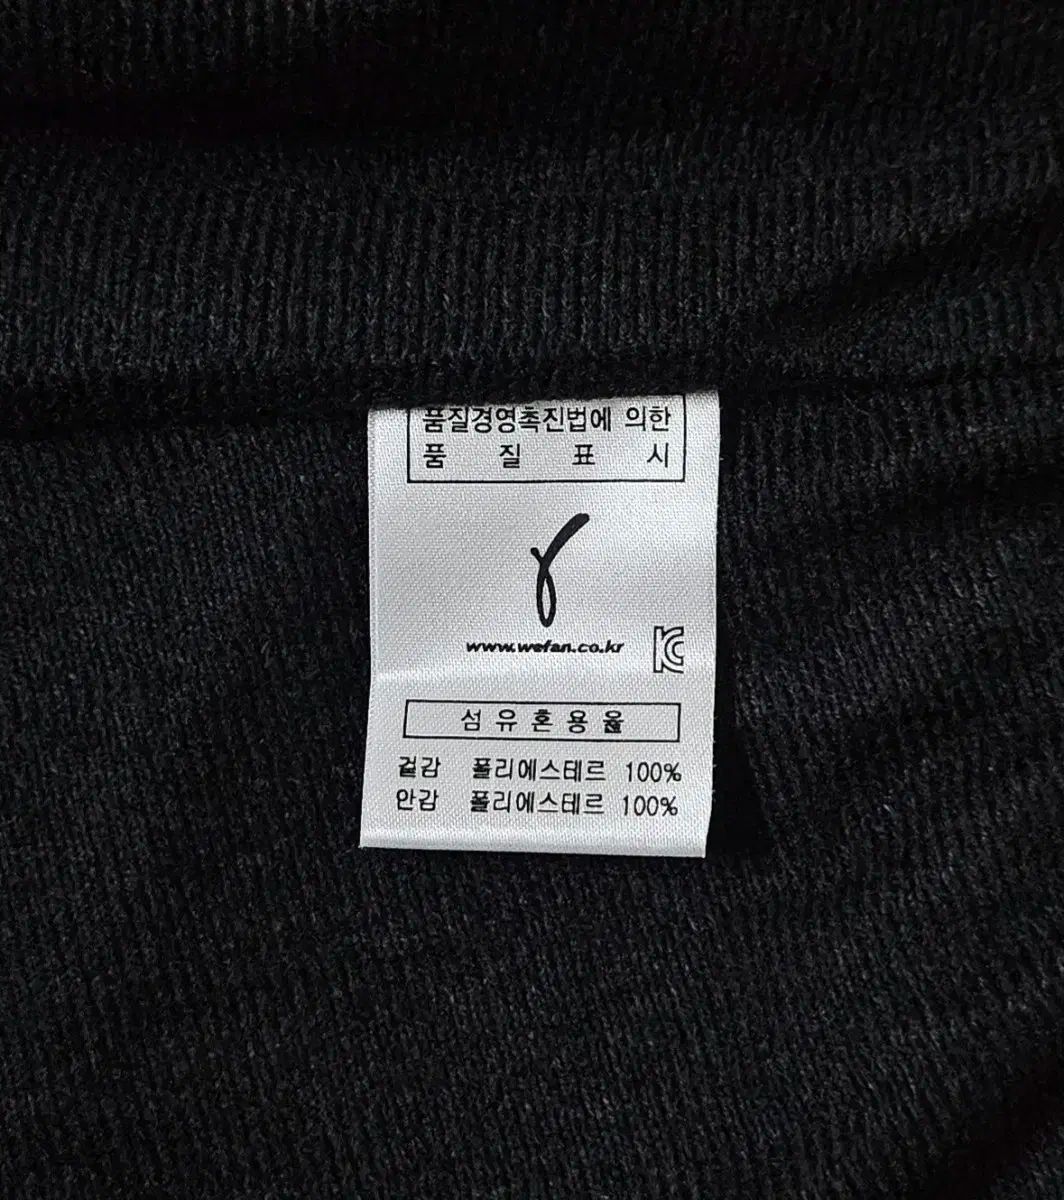 품질경영촉진법에 의한
품 질 표 시
www.wefan.co.kr
KC
섬유혼용율
겉감 폴리에스테르 100%
안감 폴리에스테르 100%